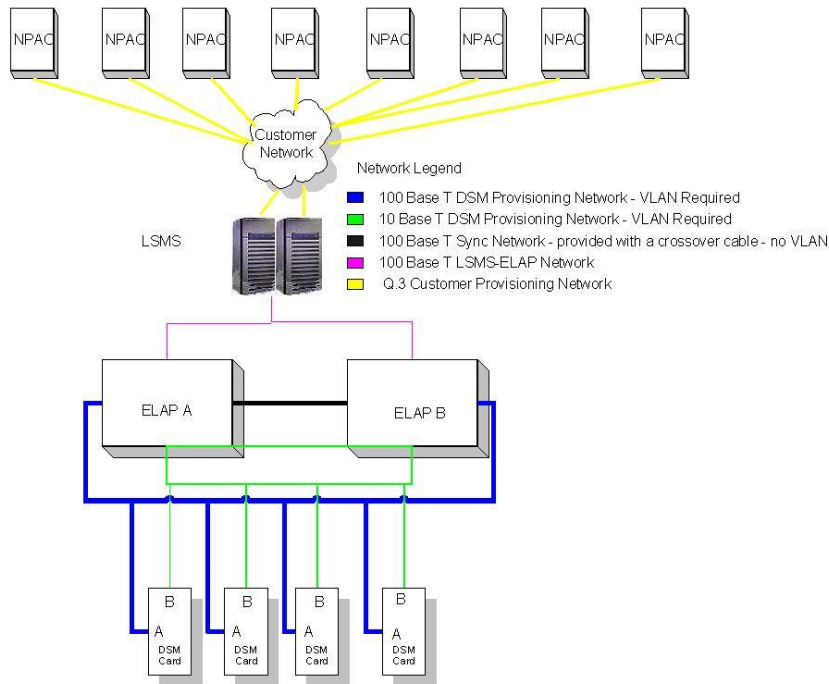 NPAC NPAC NPAC NPAC NPAC NPAC NPAC NPAC
Customer
Network
Network Legend
100 Base T DSM Provisioning Network - VLAN Required
10 Base T DSM Provisioning Network - VLAN Required
100 Base T Sync Network - provided with a crossover cable - no VLAN
100 Base T LSMS-ELAP Network
Q.3 Customer Provisioning Network
LSMS
ELAP A
ELAP B
B
A
DSM
Card
B
A
DSM
Card
B
A
DSM
Card
B
A
DSM
Card